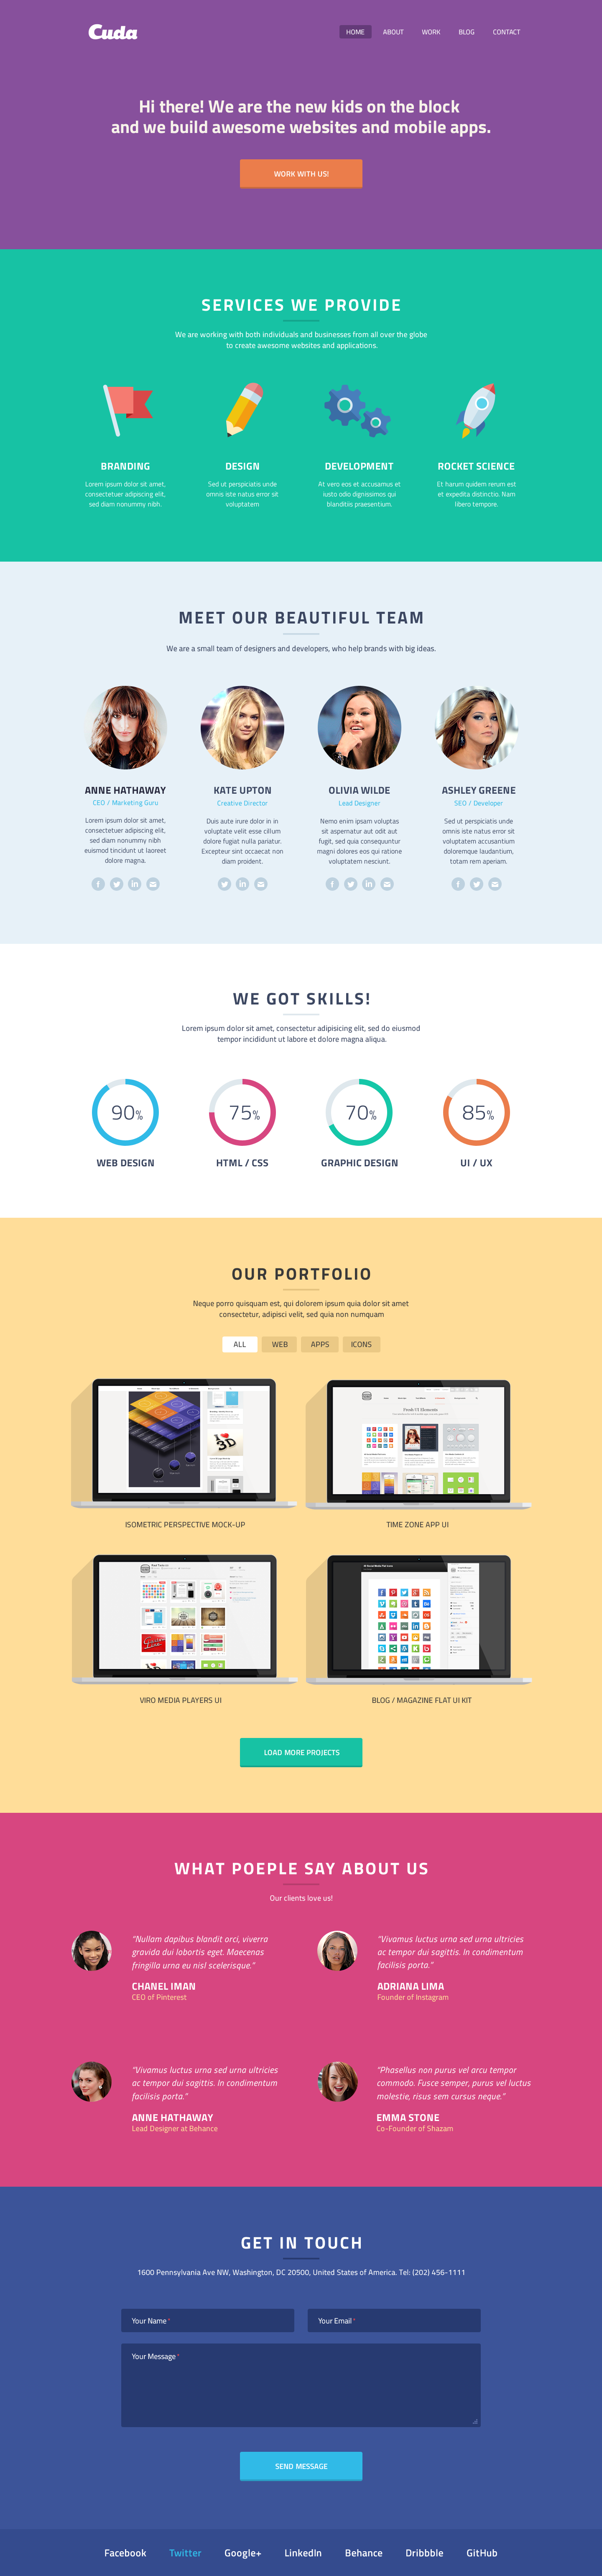 Cuda
HOME ABOUT WORK BLOG CONTACT
Hi there! We are the new kids on the block
and we build awesome websites and mobile apps.
WORK WITH US!
SERVICES WE PROVIDE
We are working with both individuals and businesses from all over the globe
to create awesome websites and applications.
BRANDING
Lorem ipsum dolor sit amet,
consectetuer adipiscing elit,
sed diam nonummy nibh.
DESIGN
Sed ut perspiciatis unde
omnis iste natus error sit
voluptatem
DEVELOPMENT
At vero eos et accusamus et
iusto odio dignissimos qui
blanditiis praesentium.
ROCKET SCIENCE
Et harum quidem rerum est
et expedita distinctio. Nam
libero tempore.
MEET OUR BEAUTIFUL TEAM
We are a small team of designers and developers, who help brands with big ideas.
ANNE HATHAWAY
CEO / Marketing Guru
Lorem ipsum dolor sit amet,
consectetuer adipiscing elit,
sed diam nonummy nibh
euismod tincidunt ut laoreet
dolore magna.
KATE UPTON
Creative Director
Duis aute irure dolor in in
voluptate velit esse cillum
dolore fugiat nulla pariatur.
Excepteur sint occaecat non
diam proident.
OLIVIA WILDE
Lead Designer
Nemo enim ipsam voluptas
sit aspernatur aut odit aut
fugit, sed quia consequuntur
magni dolores eos qui ratione
voluptatem nesciunt.
ASHLEY GREENE
SEO / Developer
Sed ut perspiciatis unde
omnis iste natus error sit
voluptatem accusantium
doloremque laudantium,
totam rem aperiam.
WE GOT SKILLS!
Lorem ipsum dolor sit amet, consectetur adipisicing elit, sed do eiusmod
tempor incididunt ut labore et dolore magna aliqua.
90%
WEB DESIGN
75%
HTML / CSS
70%
GRAPHIC DESIGN
85%
UI / UX
OUR PORTFOLIO
Neque porro quisquam est, qui dolorem ipsum quia dolor sit amet
consectetur, adipisci velit, sed quia non numquam
ALL WEB APPS ICONS
I 3D
ISOMETRIC PERSPECTIVE MOCK-UP
Fresh UI Elements
TIME ZONE APP UI
VIRO MEDIA PLAYERS UI
BLOG / MAGAZINE FLAT UI KIT
LOAD MORE PROJECTS
WHAT POEPLE SAY ABOUT US
Our clients love us!
“Nullam dapibus blandit orci, viverra
gravida dui lobortis eget. Maecenas
fringilla urna eu nisl scelerisque.”
CHANEL IMAN
CEO of Pinterest
“Vivamus luctus urna sed urna ultricies
ac tempor dui sagittis. In condimentum
facilisis porta.”
ADRIANA LIMA
Founder of Instagram
“Vivamus luctus urna sed urna ultricies
ac tempor dui sagittis. In condimentum
facilisis porta.”
ANNE HATHAWAY
Lead Designer at Behance
“Phasellus non purus vel arcu tempor
commodo. Fusce semper, purus vel luctus
molestie, risus sem cursus neque.”
EMMA STONE
Co-Founder of Shazam
GET IN TOUCH
1600 Pennsylvania Ave NW, Washington, DC 20500, United States of America. Tel: (202) 456-1111
Your Name*
Your Email*
Your Message*
SEND MESSAGE
Facebook Twitter Google+ LinkedIn Behance Dribbble GitHub